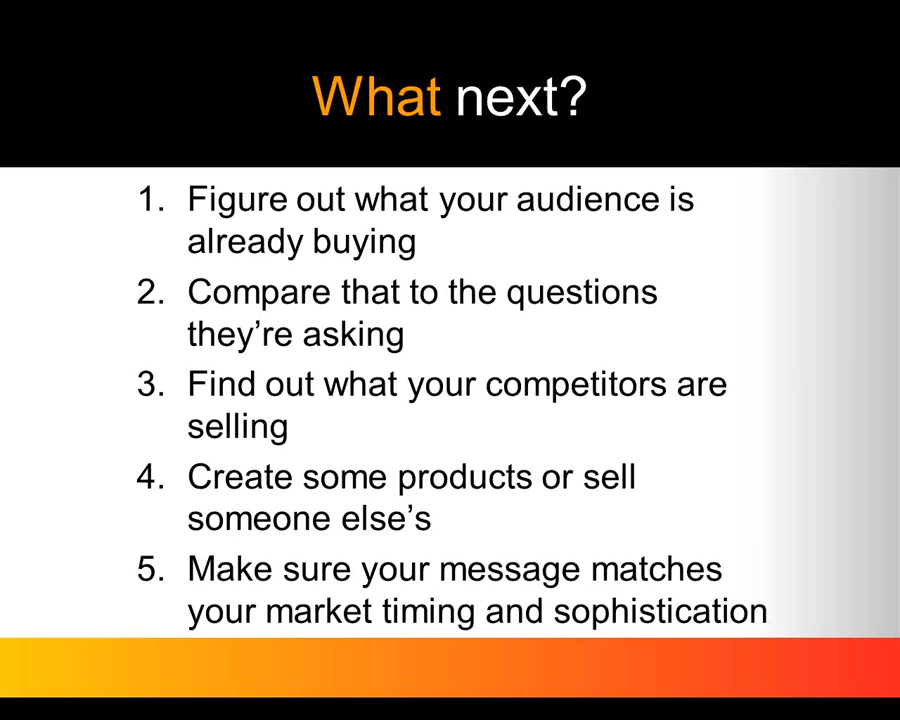 What next?
1. Figure out what your audience is
already buying
2. Compare that to the questions
they’re asking
3. Find out what your competitors are
selling
4. Create some products or sell
someone else’s
5. Make sure your message matches
your market timing and sophistication